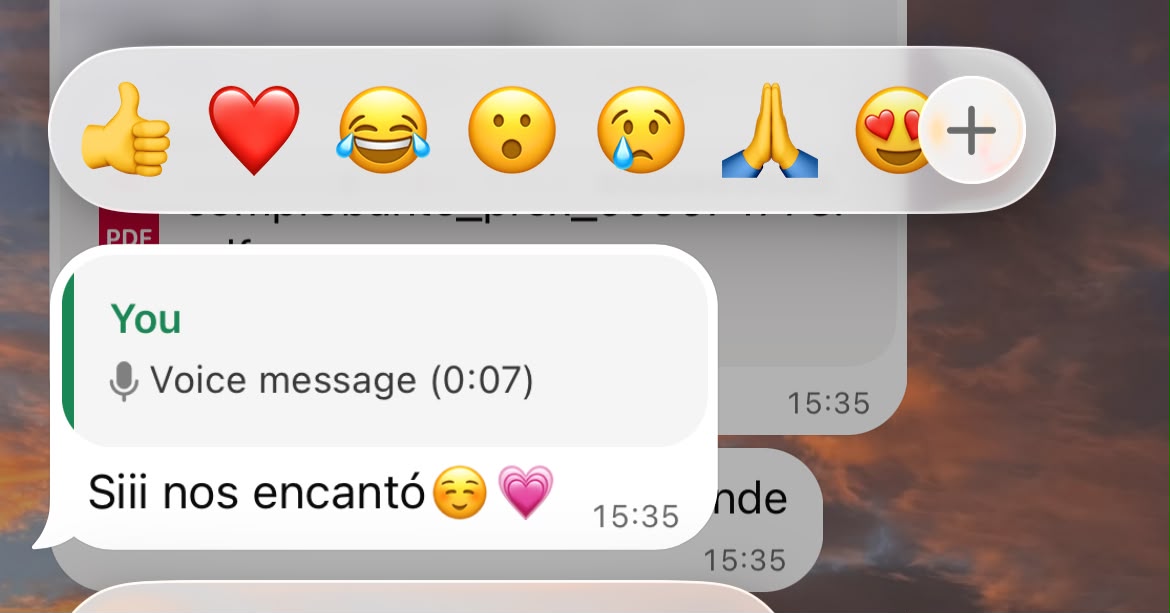 PDF
You
Voice message (0:07)
15:35
Siii nos encantó☺️💗
15:35
nde
15:35